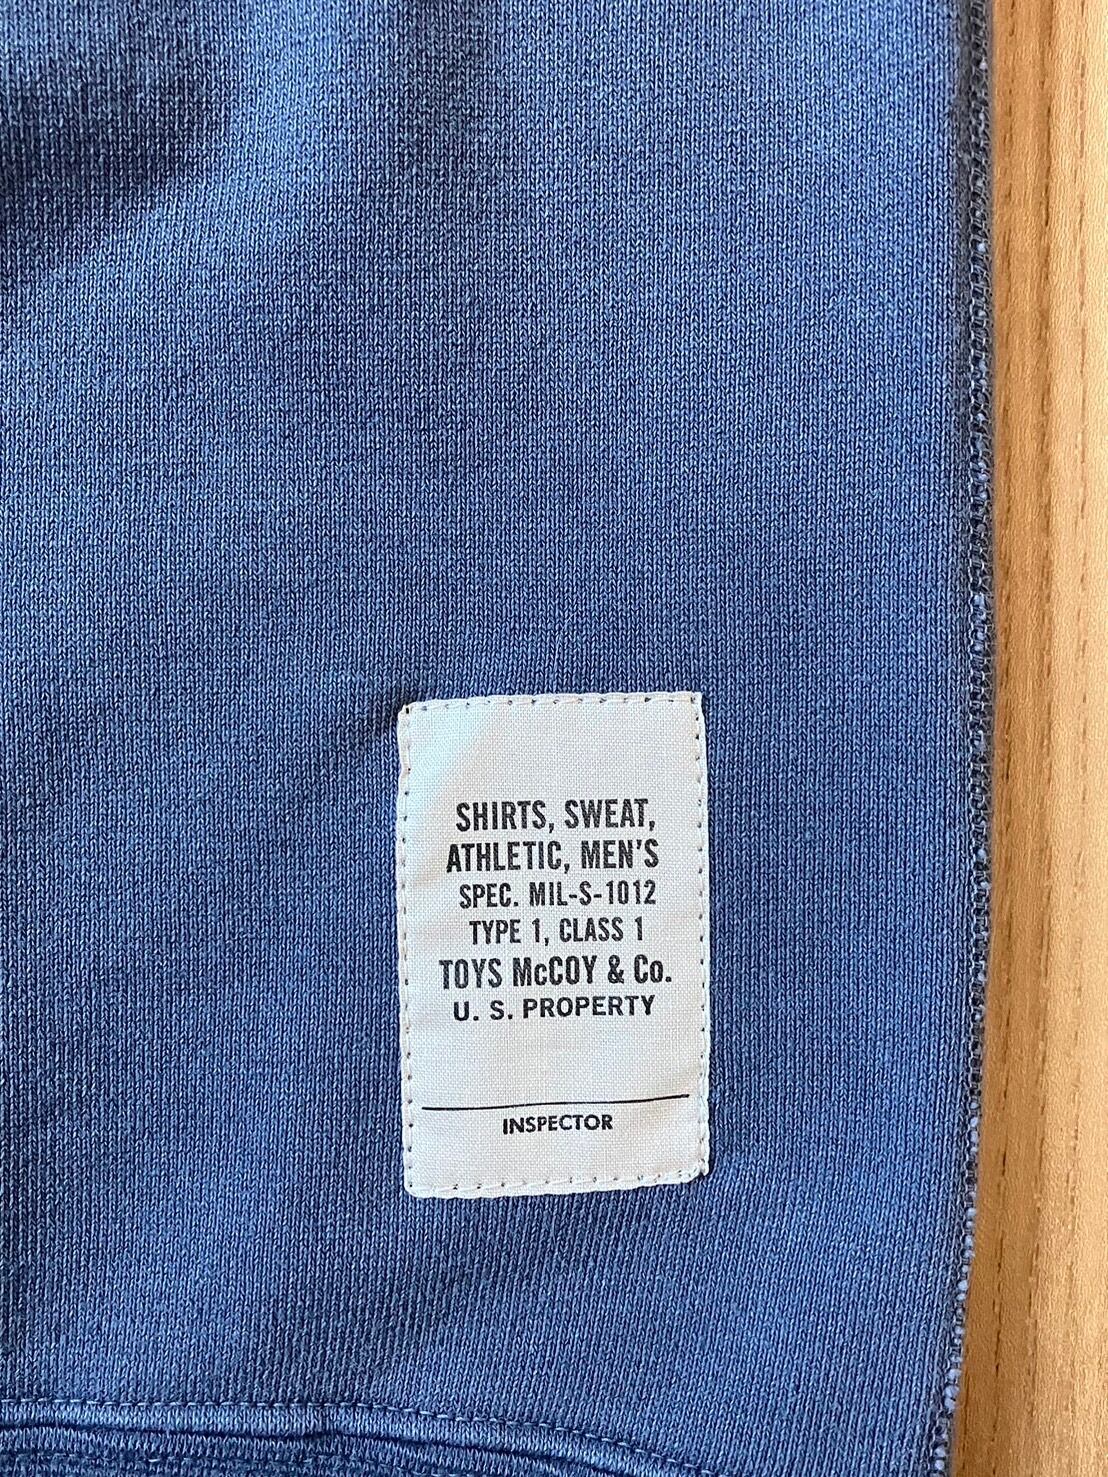 SHIRTS, SWEAT,
ATHLETIC, MEN'S
SPEC. MIL-S-1012
TYPE 1, CLASS 1
TOYS McCOY & Co.
U. S. PROPERTY
INSPECTOR